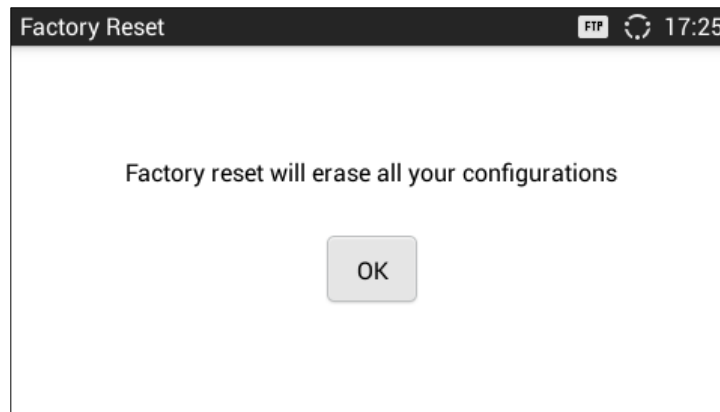 Factory Reset FTP 17:25
Factory reset will erase all your configurations
OK